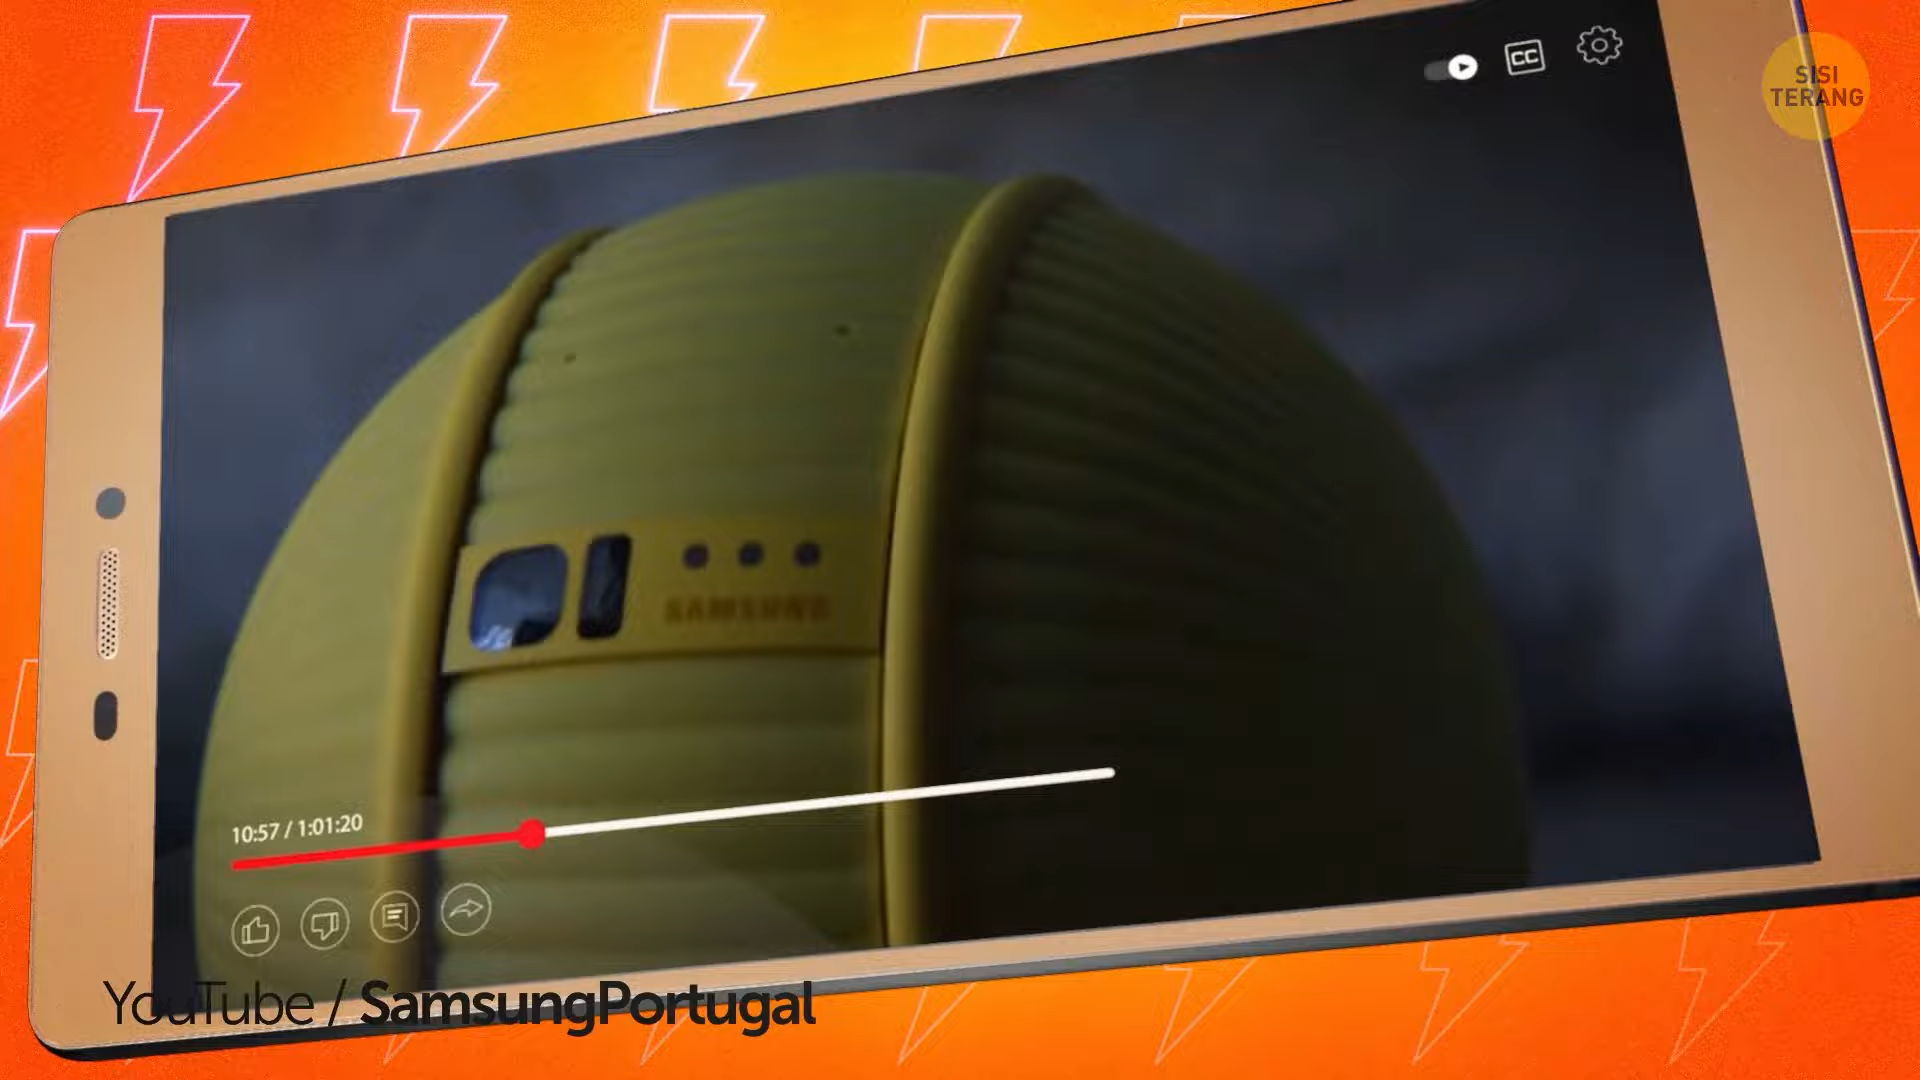 CC
SISI
TERANG
SAMSUNG
10:57 / 1:01:20
YouTube / SamsungPortugal